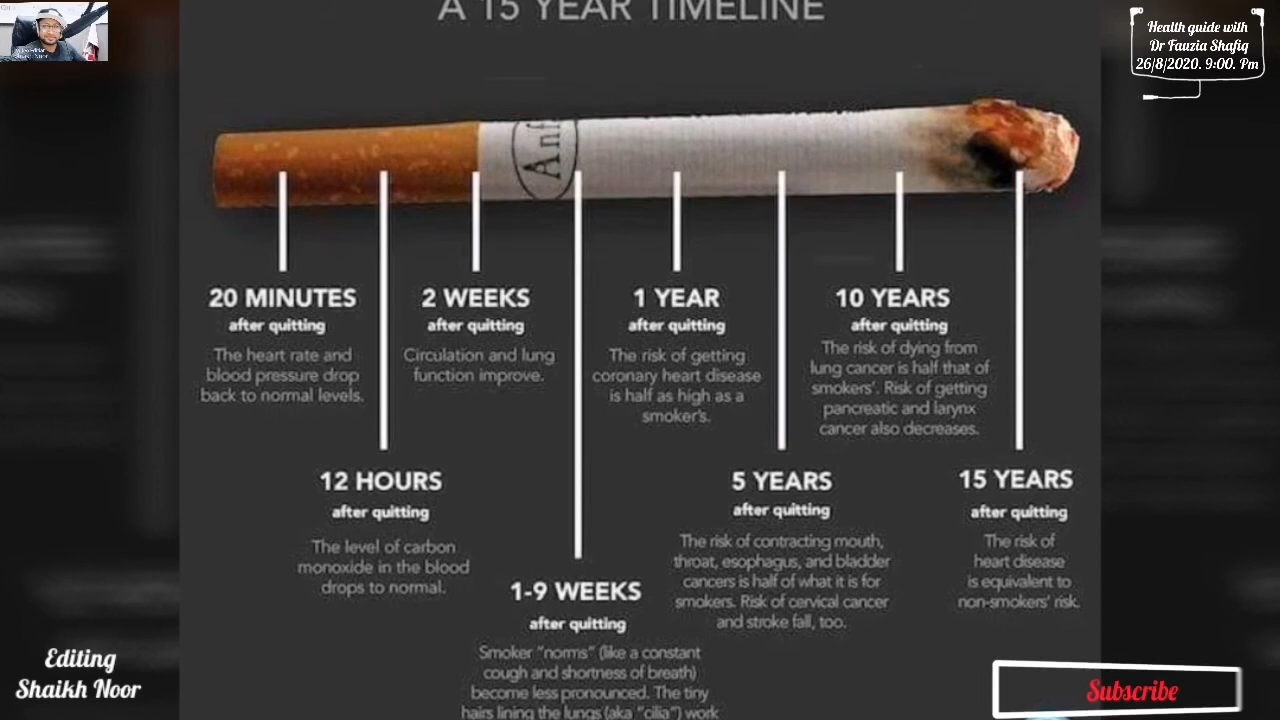 A 15 YEAR TIMELINE
Health guide with
Dr Fauzia Shafiq
26/8/2020. 9:00. Pm
Anf
20 MINUTES
after quitting
The heart rate and
blood pressure drop
back to normal levels.
2 WEEKS
after quitting
Circulation and lung
function improve.
1 YEAR
after quitting
The risk of getting
coronary heart disease
is half as high as a
smoker's.
10 YEARS
after quitting
The risk of dying from
lung cancer is half that of
smokers'. Risk of getting
pancreatic and larynx
cancer also decreases.
12 HOURS
after quitting
The level of carbon
monoxide in the blood
drops to normal.
1-9 WEEKS
after quitting
Smoker "norms" (like a constant
cough and shortness of breath)
become less pronounced. The tiny
hairs lining the lungs (aka "cilia") work
5 YEARS
after quitting
The risk of contracting mouth,
throat, esophagus, and bladder
cancers is half of what it is for
smokers. Risk of cervical cancer
and stroke fall, too.
15 YEARS
after quitting
The risk of
heart disease
is equivalent to
non-smokers' risk.
Editing
Shaikh Noor
Subscribe